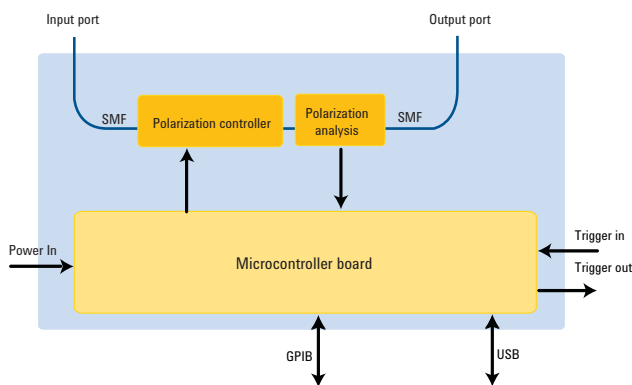 Input port
Output port
SMF
Polarization controller
Polarization
analysis
SMF
Power In
Microcontroller board
Trigger in
Trigger out
GPIB
USB